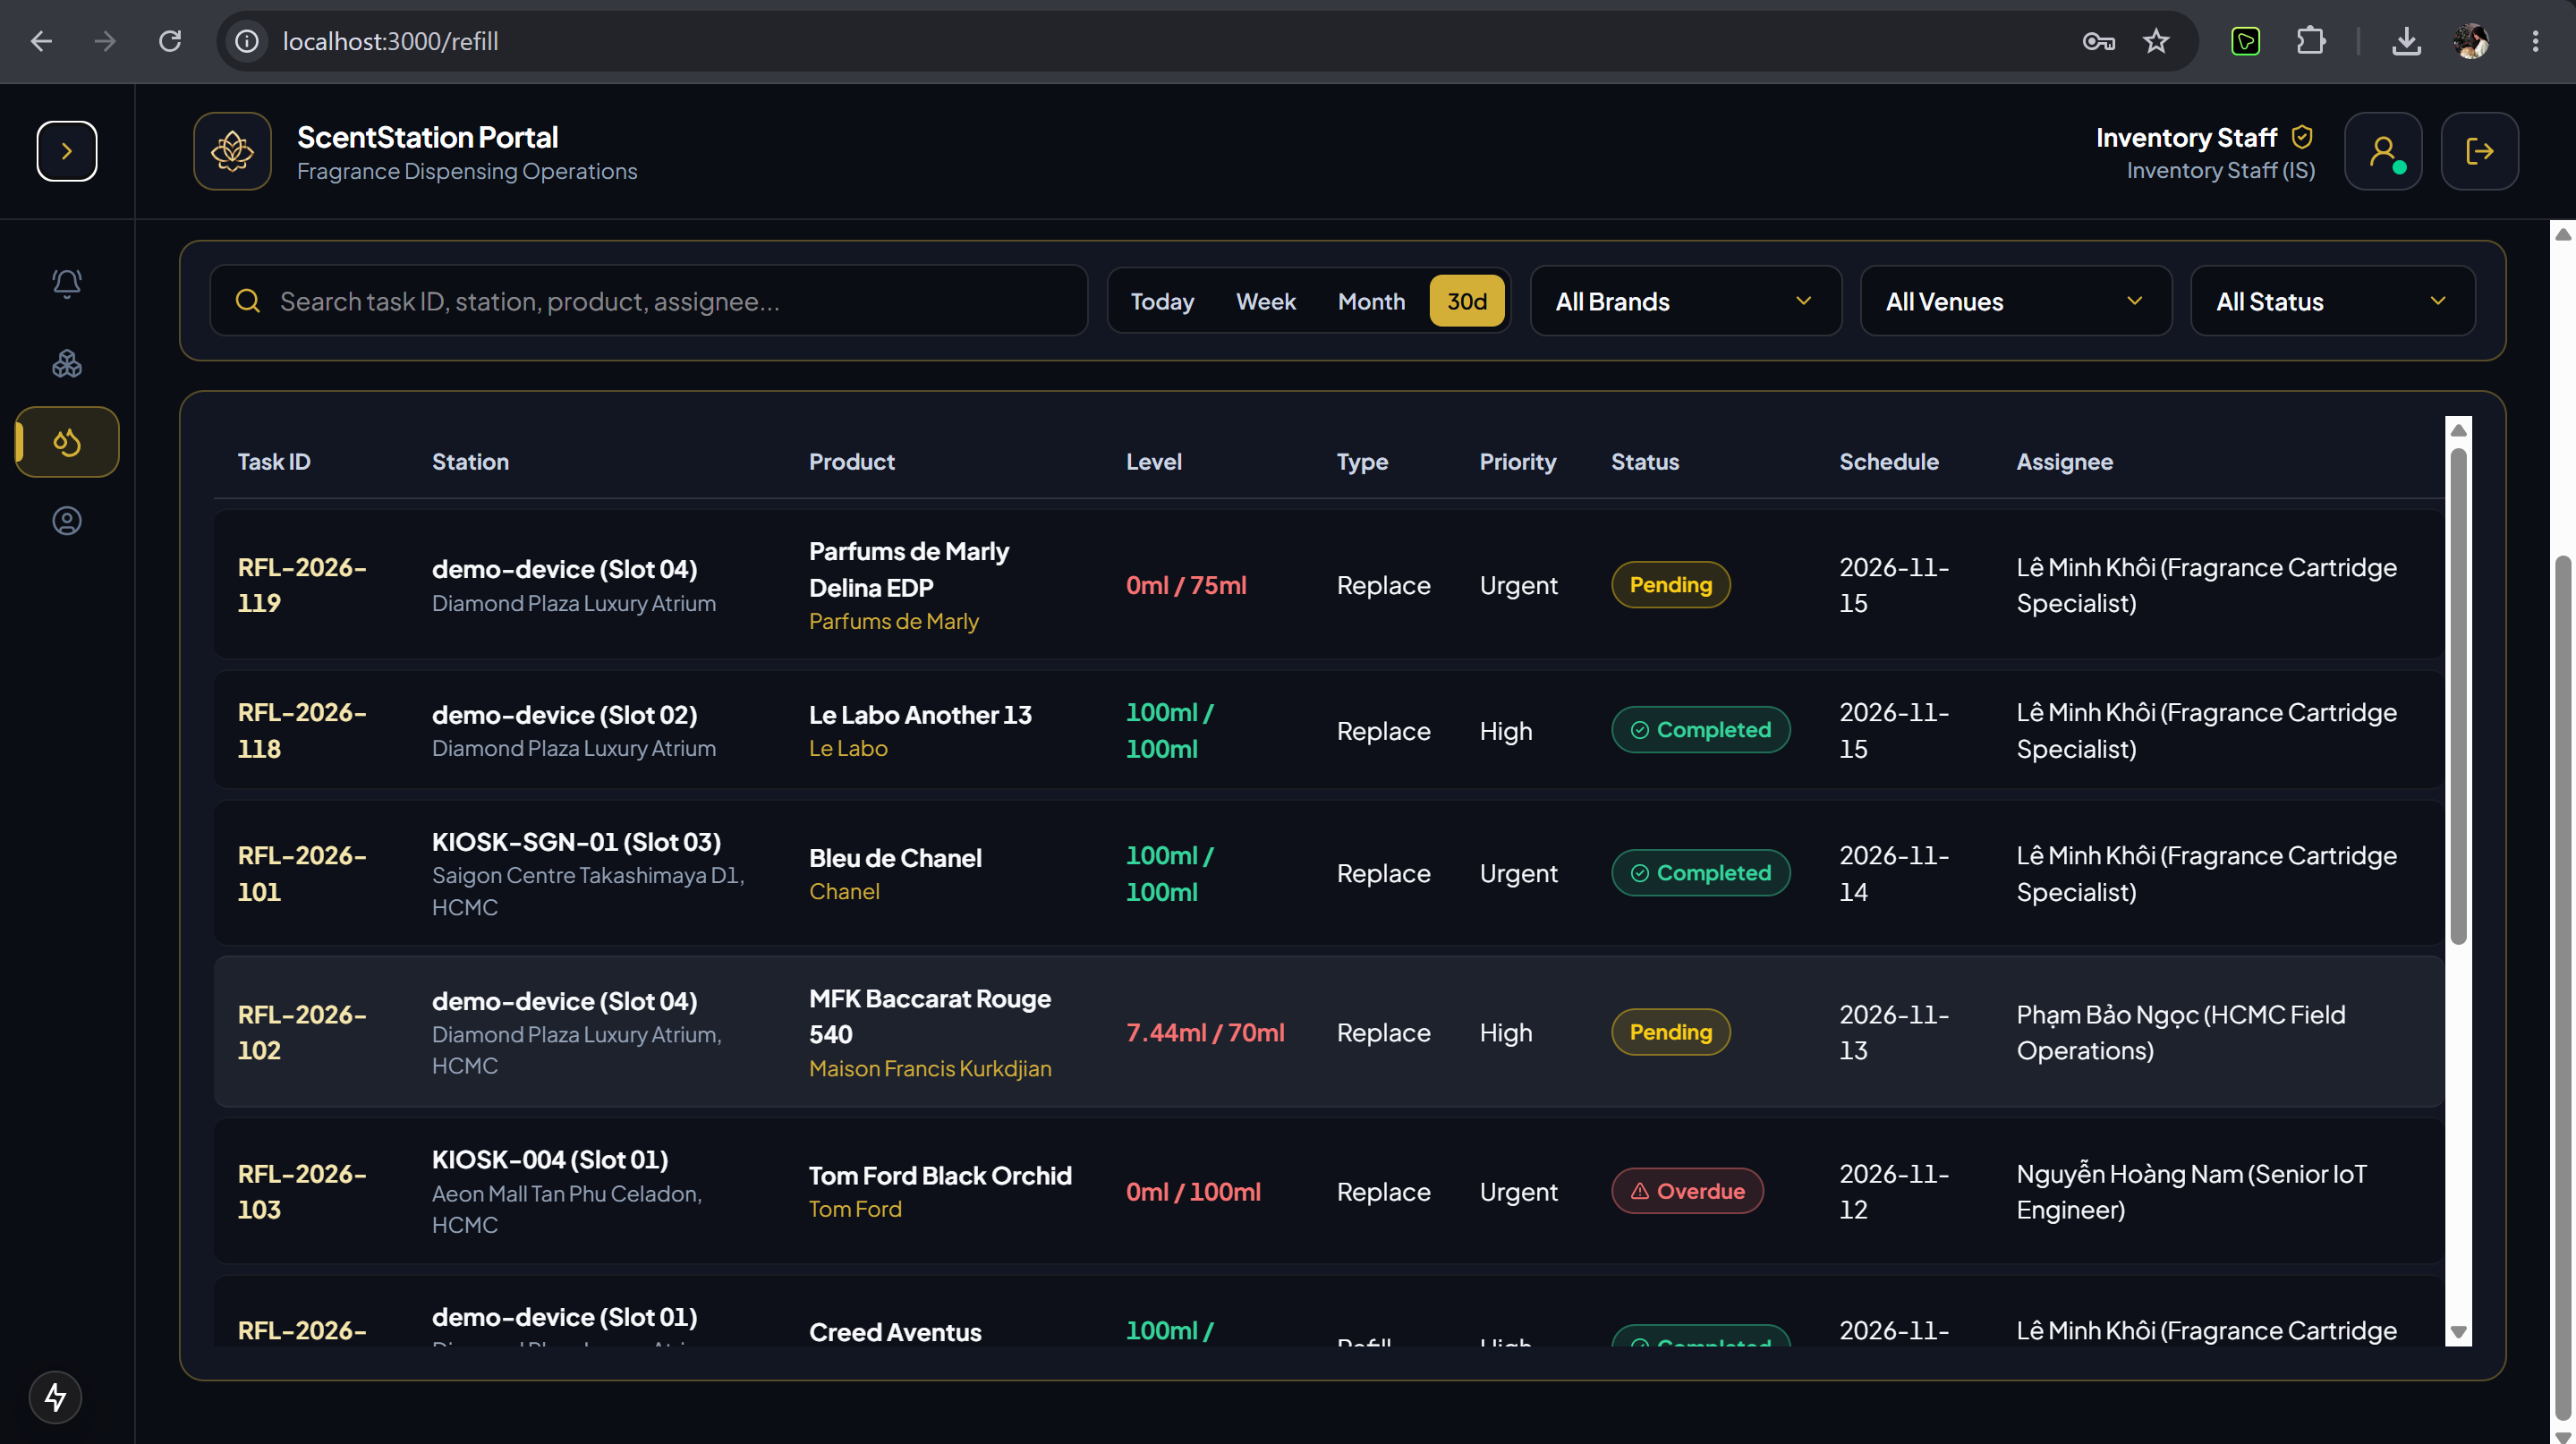 localhost:3000/refill
ScentStation Portal
Fragrance Dispensing Operations
Inventory Staff
Inventory Staff (IS)
Search task ID, station, product, assignee...
Today Week Month 30d
All Brands
All Venues
All Status
Task ID Station Product Level Type Priority Status Schedule Assignee
RFL-2026-
119
demo-device (Slot 04)
Diamond Plaza Luxury Atrium
Parfums de Marly
Delina EDP
Parfums de Marly
0ml / 75ml
Replace
Urgent
Pending
2026-11-
15
Lê Minh Khôi (Fragrance Cartridge
Specialist)
RFL-2026-
118
demo-device (Slot 02)
Diamond Plaza Luxury Atrium
Le Labo Another 13
Le Labo
100ml /
100ml
Replace
High
Completed
2026-11-
15
Lê Minh Khôi (Fragrance Cartridge
Specialist)
RFL-2026-
101
KIOSK-SGN-01 (Slot 03)
Saigon Centre Takashimaya D1,
HCMC
Bleu de Chanel
Chanel
100ml /
100ml
Replace
Urgent
Completed
2026-11-
14
Lê Minh Khôi (Fragrance Cartridge
Specialist)
RFL-2026-
102
demo-device (Slot 04)
Diamond Plaza Luxury Atrium,
HCMC
MFK Baccarat Rouge
540
Maison Francis Kurkdjian
7.44ml / 70ml
Replace
High
Pending
2026-11-
13
Phạm Bảo Ngọc (HCMC Field
Operations)
RFL-2026-
103
KIOSK-004 (Slot 01)
Aeon Mall Tan Phu Celadon,
HCMC
Tom Ford Black Orchid
Tom Ford
0ml / 100ml
Replace
Urgent
Overdue
2026-11-
12
Nguyễn Hoàng Nam (Senior IoT
Engineer)
RFL-2026-
demo-device (Slot 01)
Creed Aventus
100ml /
Refill
High
Completed
2026-11-
Lê Minh Khôi (Fragrance Cartridge